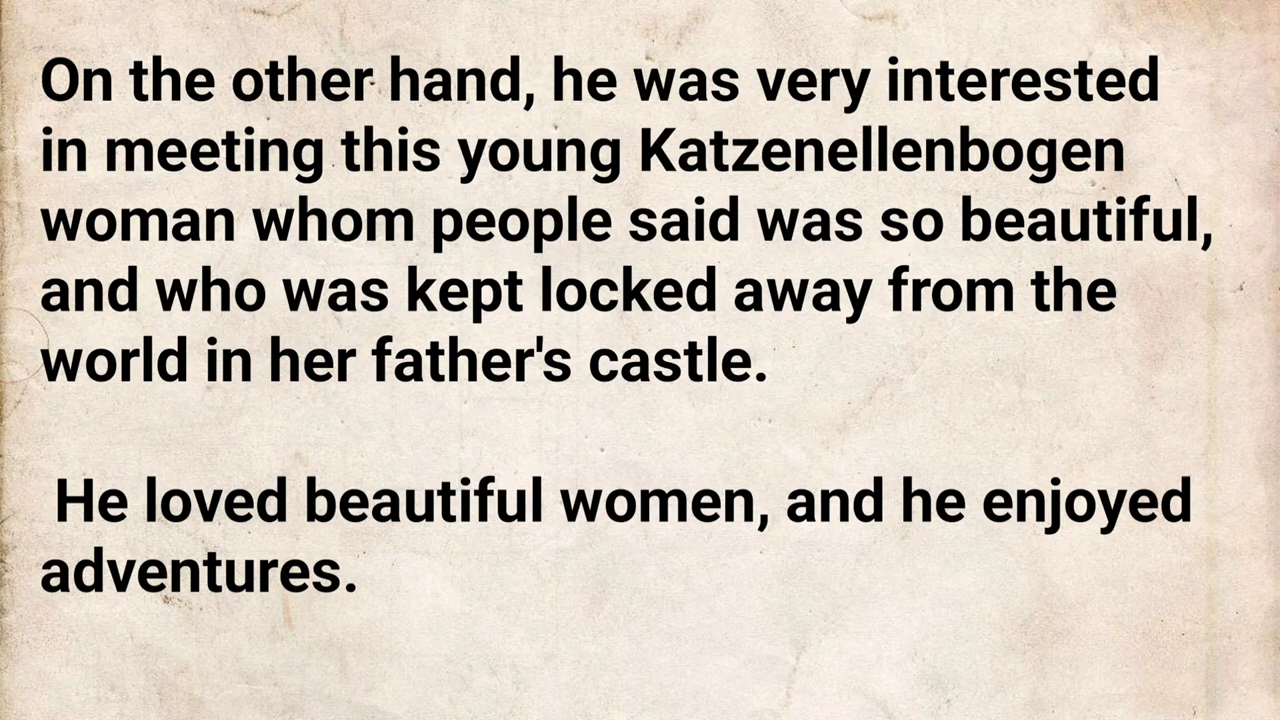 On the other hand, he was very interested
in meeting this young Katzenellenbogen
woman whom people said was so beautiful,
and who was kept locked away from the
world in her father's castle.
He loved beautiful women, and he enjoyed
adventures.